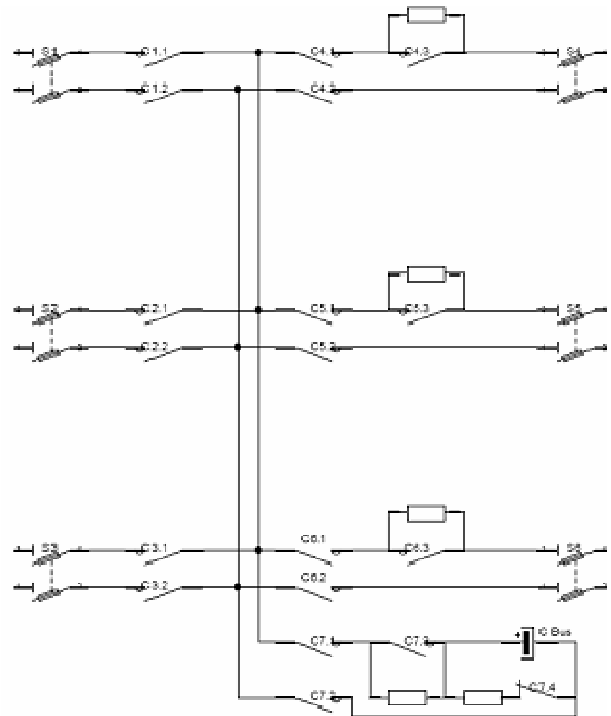 S1 C1.1 C4.1 C4.3 S4
C1.2 C4.2
S2 C2.1 C5.1 C5.3 S5
C2.2 C5.2
S3 C3.1 C6.1 C6.3 S6
C3.2 C6.2
C7.1 C7.3 + C Bus
C7.2 C7.4